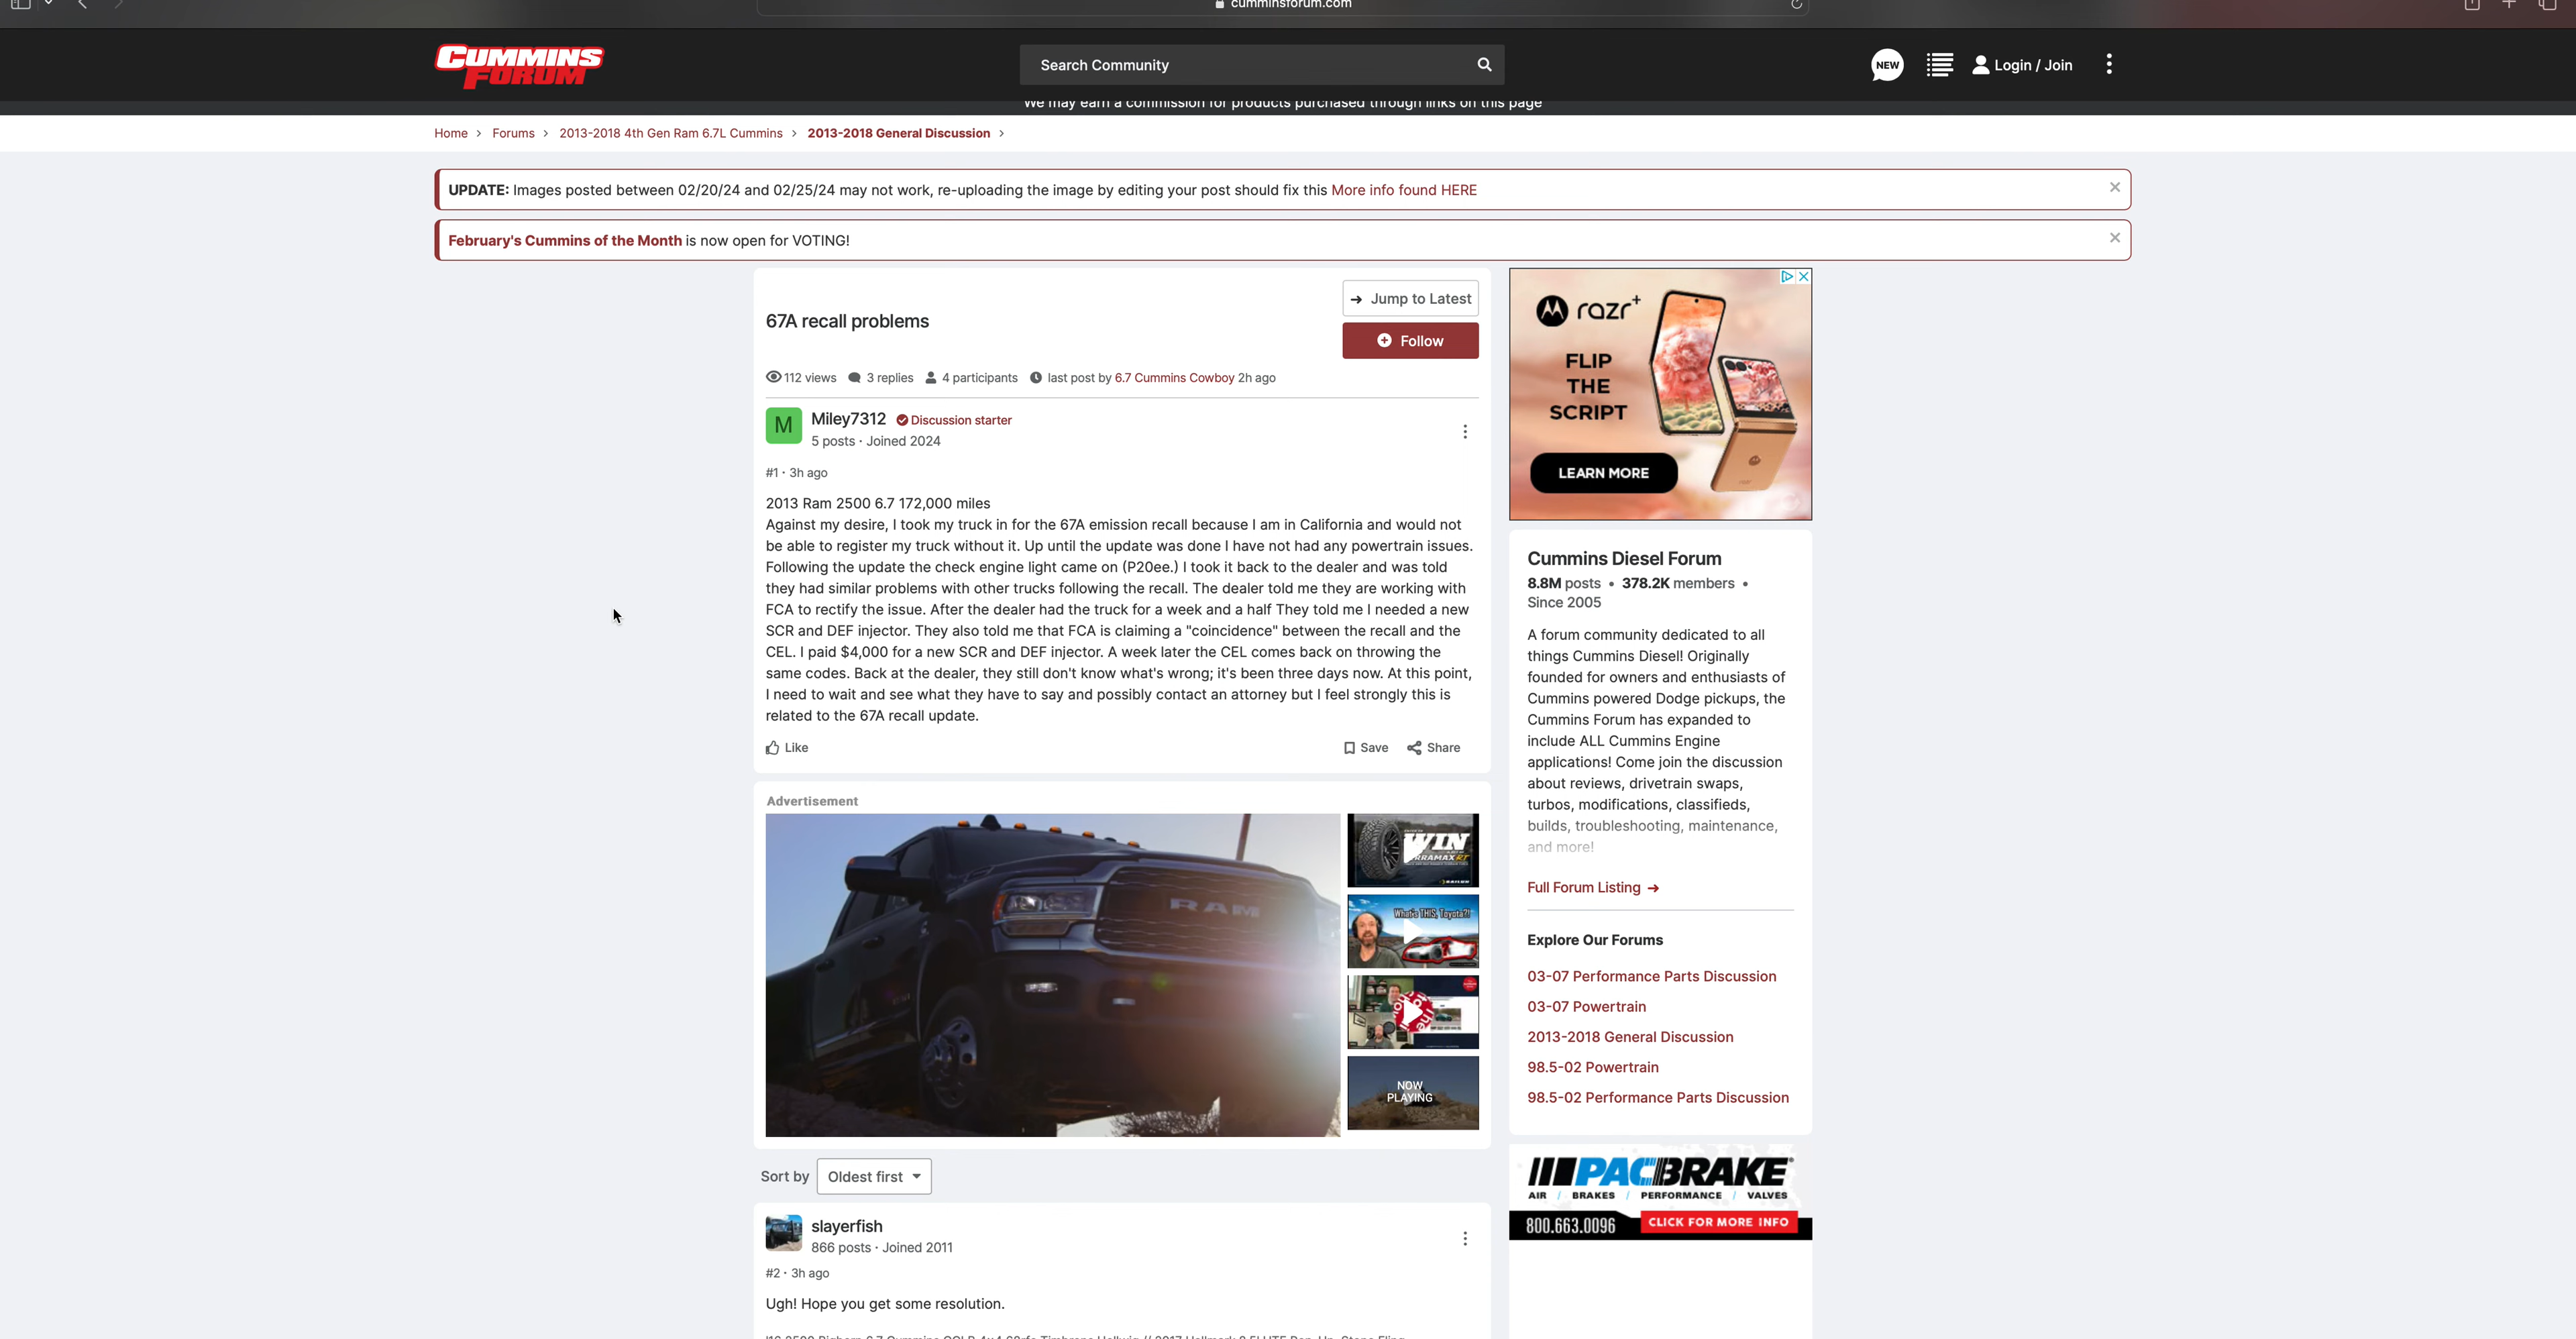 cumminsforum.com
CUMMINS
FORUM
Search Community
NEW
Login / Join
We may earn a commission for products purchased through links on this page
Home > Forums > 2013-2018 4th Gen Ram 6.7L Cummins > 2013-2018 General Discussion >
UPDATE: Images posted between 02/20/24 and 02/25/24 may not work, re-uploading the image by editing your post should fix this More info found HERE
February's Cummins of the Month is now open for VOTING!
67A recall problems
Jump to Latest
Follow
112 views 3 replies 4 participants last post by 6.7 Cummins Cowboy 2h ago
M
Miley7312 Discussion starter
5 posts · Joined 2024
#1 · 3h ago
2013 Ram 2500 6.7 172,000 miles
Against my desire, I took my truck in for the 67A emission recall because I am in California and would not
be able to register my truck without it. Up until the update was done I have not had any powertrain issues.
Following the update the check engine light came on (P20ee.) I took it back to the dealer and was told
they had similar problems with other trucks following the recall. The dealer told me they are working with
FCA to rectify the issue. After the dealer had the truck for a week and a half They told me I needed a new
SCR and DEF injector. They also told me that FCA is claiming a "coincidence" between the recall and the
CEL. I paid $4,000 for a new SCR and DEF injector. A week later the CEL comes back on throwing the
same codes. Back at the dealer, they still don't know what's wrong; it's been three days now. At this point,
I need to wait and see what they have to say and possibly contact an attorney but I feel strongly this is
related to the 67A recall update.
Like
Save Share
Advertisement
RAM
WIN
What's THIS, Toyota?!
NOW
PLAYING
Sort by Oldest first
slayerfish
866 posts · Joined 2011
#2 · 3h ago
Ugh! Hope you get some resolution.
razr+
FLIP
THE
SCRIPT
LEARN MORE
Cummins Diesel Forum
8.8M posts • 378.2K members •
Since 2005
A forum community dedicated to all
things Cummins Diesel! Originally
founded for owners and enthusiasts of
Cummins powered Dodge pickups, the
Cummins Forum has expanded to
include ALL Cummins Engine
applications! Come join the discussion
about reviews, drivetrain swaps,
turbos, modifications, classifieds,
builds, troubleshooting, maintenance,
and more!
Full Forum Listing →
Explore Our Forums
03-07 Performance Parts Discussion
03-07 Powertrain
2013-2018 General Discussion
98.5-02 Powertrain
98.5-02 Performance Parts Discussion
PACBRAKE
AIR / BRAKES / PERFORMANCE / VALVES
800.663.0096 CLICK FOR MORE INFO